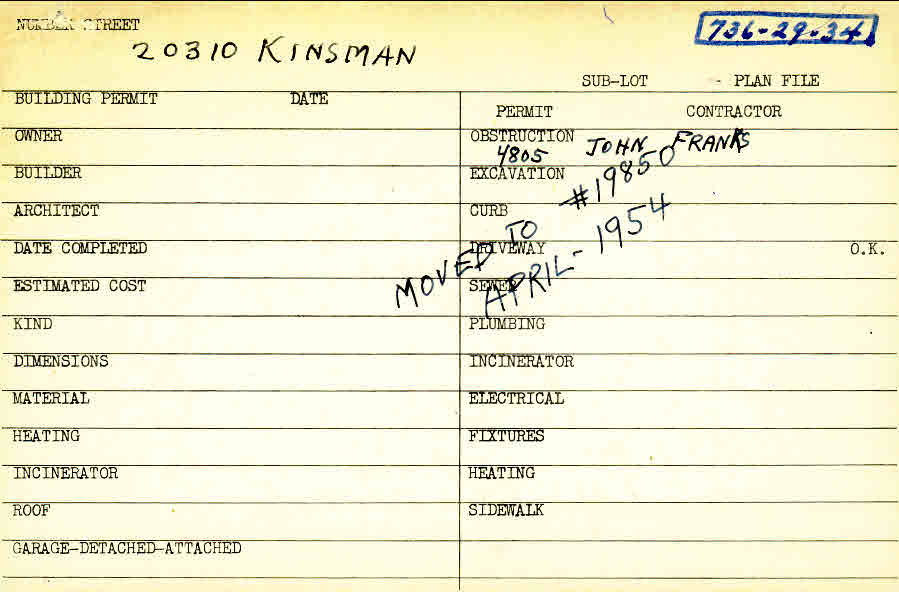 NUMBER STREET
20310 KINSMAN
736-29-34
SUB-LOT - PLAN FILE
BUILDING PERMIT DATE
PERMIT CONTRACTOR
OWNER
OBSTRUCTION
4805 JOHN FRANKS
BUILDER
EXCAVATION
ARCHITECT
CURB
MOVED TO #19850
APRIL-1954
DATE COMPLETED
DRIVEWAY O.K.
ESTIMATED COST
SEWER
KIND
PLUMBING
DIMENSIONS
INCINERATOR
MATERIAL
ELECTRICAL
HEATING
FIXTURES
INCINERATOR
HEATING
ROOF
SIDEWALK
GARAGE-DETACHED-ATTACHED